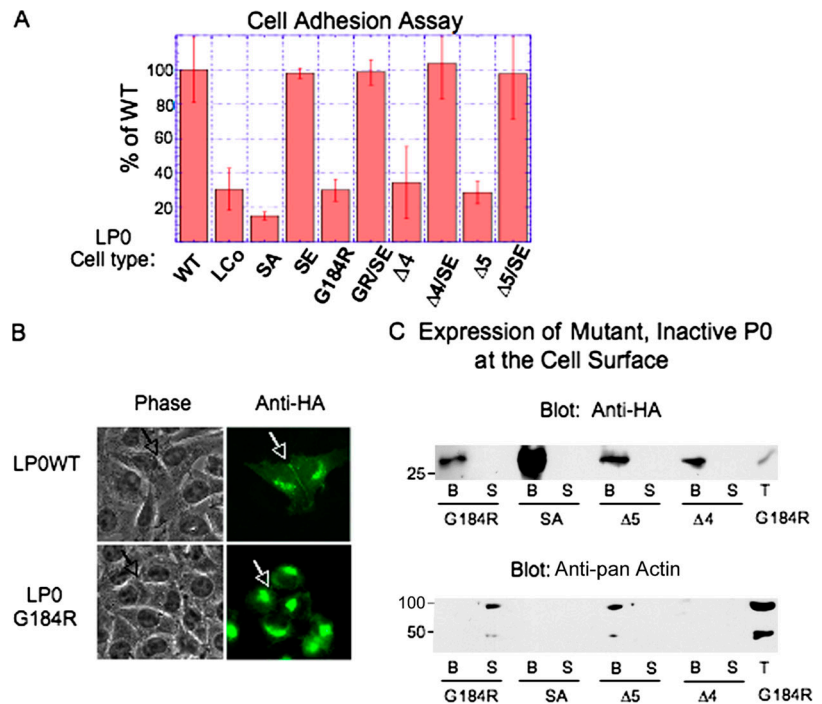 A
Cell Adhesion Assay
% of WT
100
80
60
40
20
LP0
Cell type:
WT LCo SA SE G184R GR/SE Δ4 Δ4/SE Δ5 Δ5/SE
B
Phase Anti-HA
LP0WT
LP0
G184R
C Expression of Mutant, Inactive P0
at the Cell Surface
Blot: Anti-HA
25
B S B S B S B S T
G184R SA Δ5 Δ4 G184R
Blot: Anti-pan Actin
100
50
B S B S B S B S T
G184R SA Δ5 Δ4 G184R